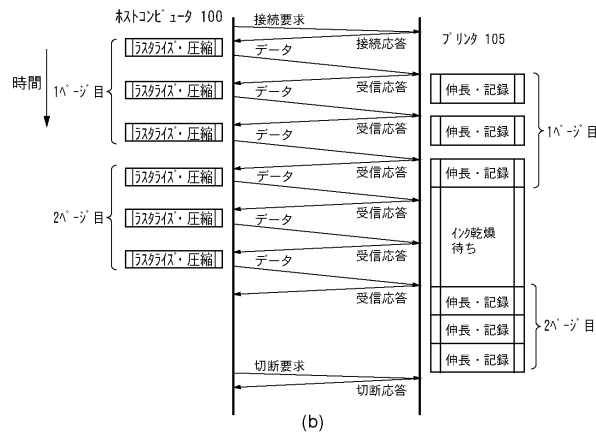 ホストコンピュータ 100
プリンタ 105
時間
接続要求
接続応答
ラスタライズ・圧縮
データ
受信応答
1ページ目
ラスタライズ・圧縮
データ
受信応答
伸長・記録
ラスタライズ・圧縮
データ
受信応答
伸長・記録
1ページ目
ラスタライズ・圧縮
データ
受信応答
伸長・記録
2ページ目
ラスタライズ・圧縮
データ
受信応答
インク乾燥
待ち
ラスタライズ・圧縮
データ
受信応答
伸長・記録
伸長・記録
2ページ目
伸長・記録
切断要求
切断応答
(b)